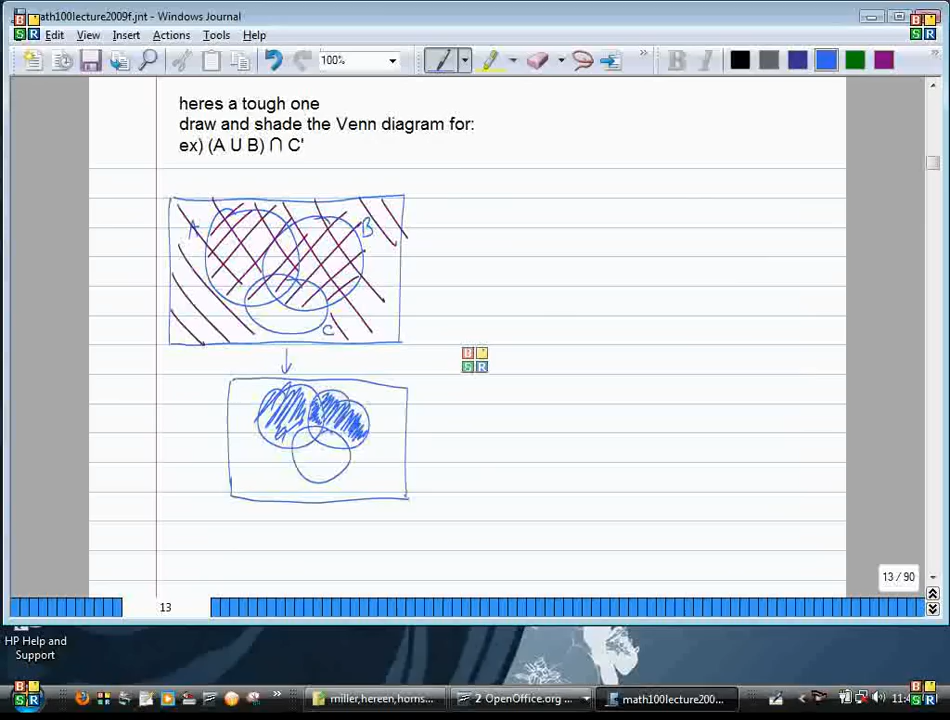 math100lecture2009f.jnt - Windows Journal
Edit View Insert Actions Tools Help
100%
B I
heres a tough one
draw and shade the Venn diagram for:
ex) (A U B) ∩ C'
A
B
C
13 / 90
13
HP Help and
Support
miller,hereen,horns...
2 OpenOffice.org ...
math100lecture200...